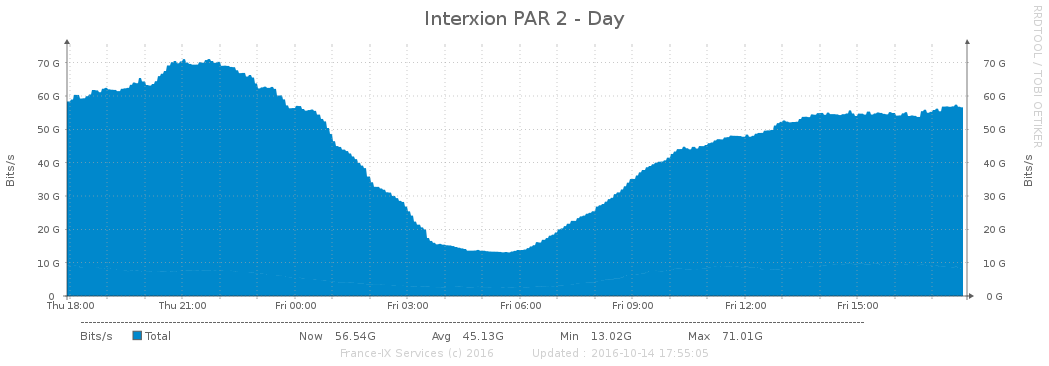 Interxion PAR 2 - Day
RRDTOOL / TOBI OETIKER
Bits/s
Bits/s
70 G 70 G
60 G 60 G
50 G 50 G
40 G 40 G
30 G 30 G
20 G 20 G
10 G 10 G
0 0 G
Thu 18:00 Thu 21:00 Fri 00:00 Fri 03:00 Fri 06:00 Fri 09:00 Fri 12:00 Fri 15:00
Bits/s Total Now 56.54G Avg 45.13G Min 13.02G Max 71.01G
France-IX Services (c) 2016 Updated : 2016-10-14 17:55:05